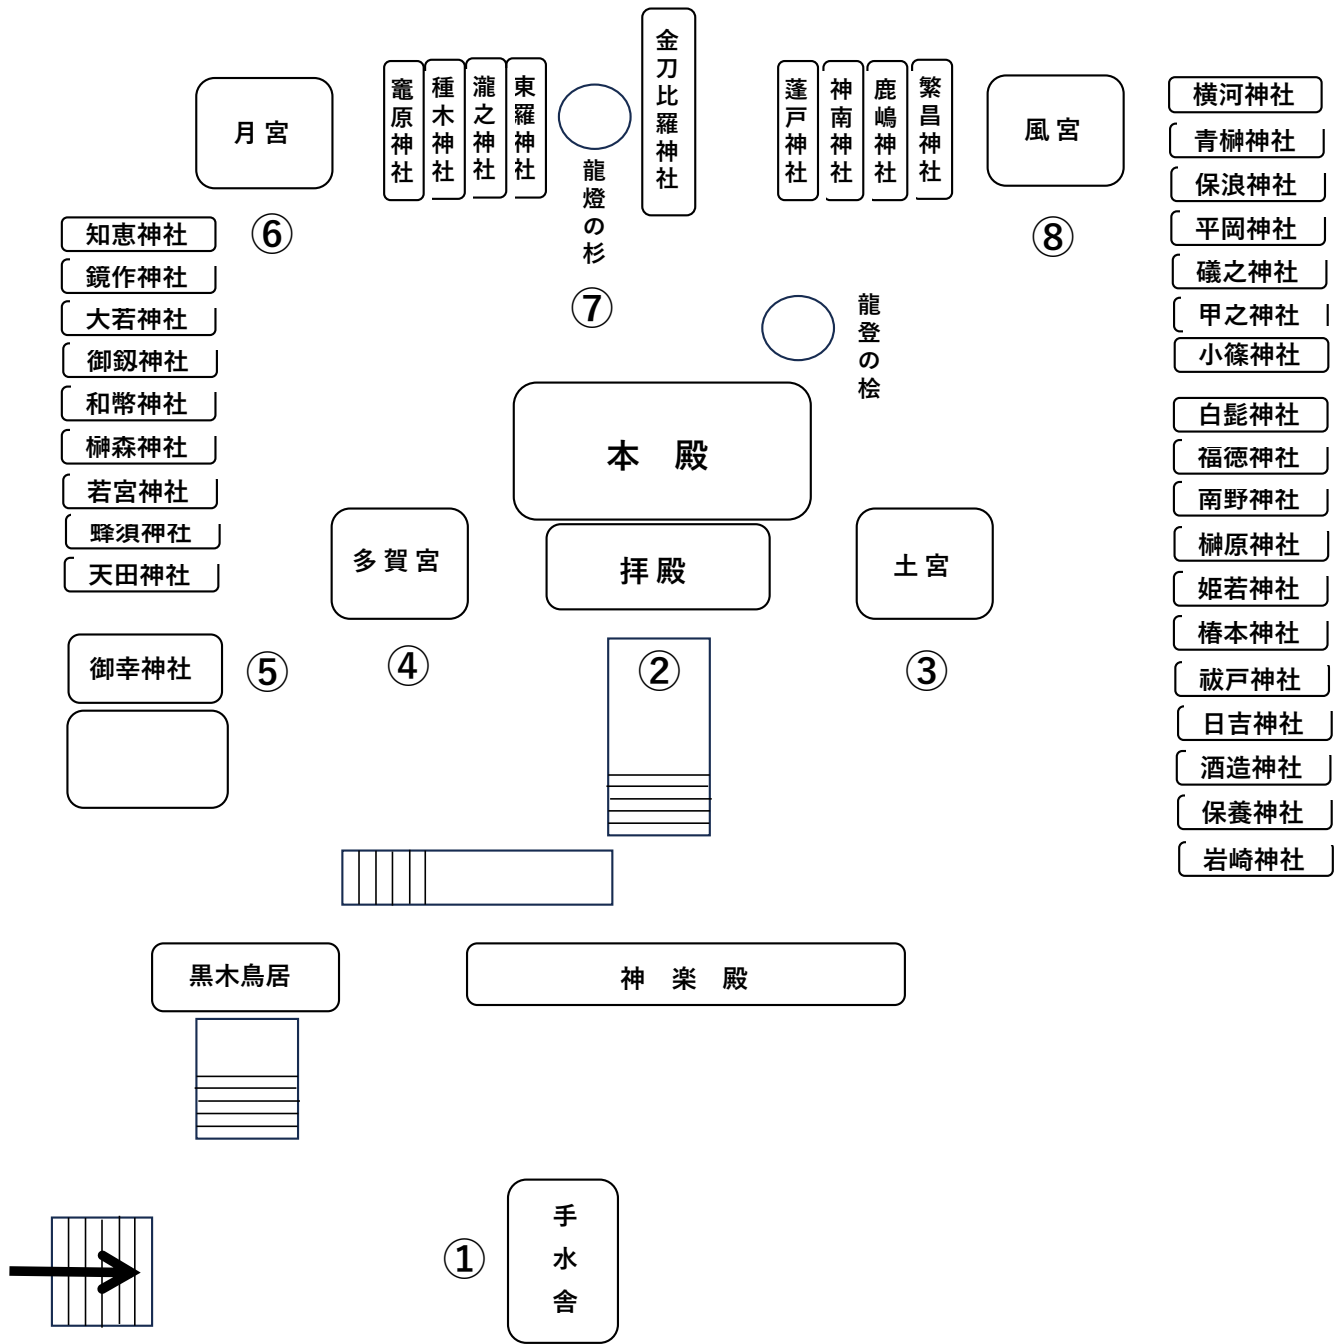 金刀比羅神社
竈原神社
種木神社
瀧之神社
東羅神社
龍燈の杉
⑦
蓬戸神社
神南神社
鹿嶋神社
繁昌神社
月宮
⑥
風宮
⑧
龍登の桧
知恵神社
鏡作神社
大若神社
御釼神社
和幣神社
榊森神社
若宮神社
蜂須神社
天田神社
御幸神社
⑤
横河神社
青榊神社
保浪神社
平岡神社
礒之神社
甲之神社
小篠神社
白髭神社
福徳神社
南野神社
榊原神社
姫若神社
椿本神社
祓戸神社
日吉神社
酒造神社
保養神社
岩崎神社
本 殿
拝殿
②
多賀宮
④
土宮
③
黒木鳥居
神 楽 殿
①
手水舎